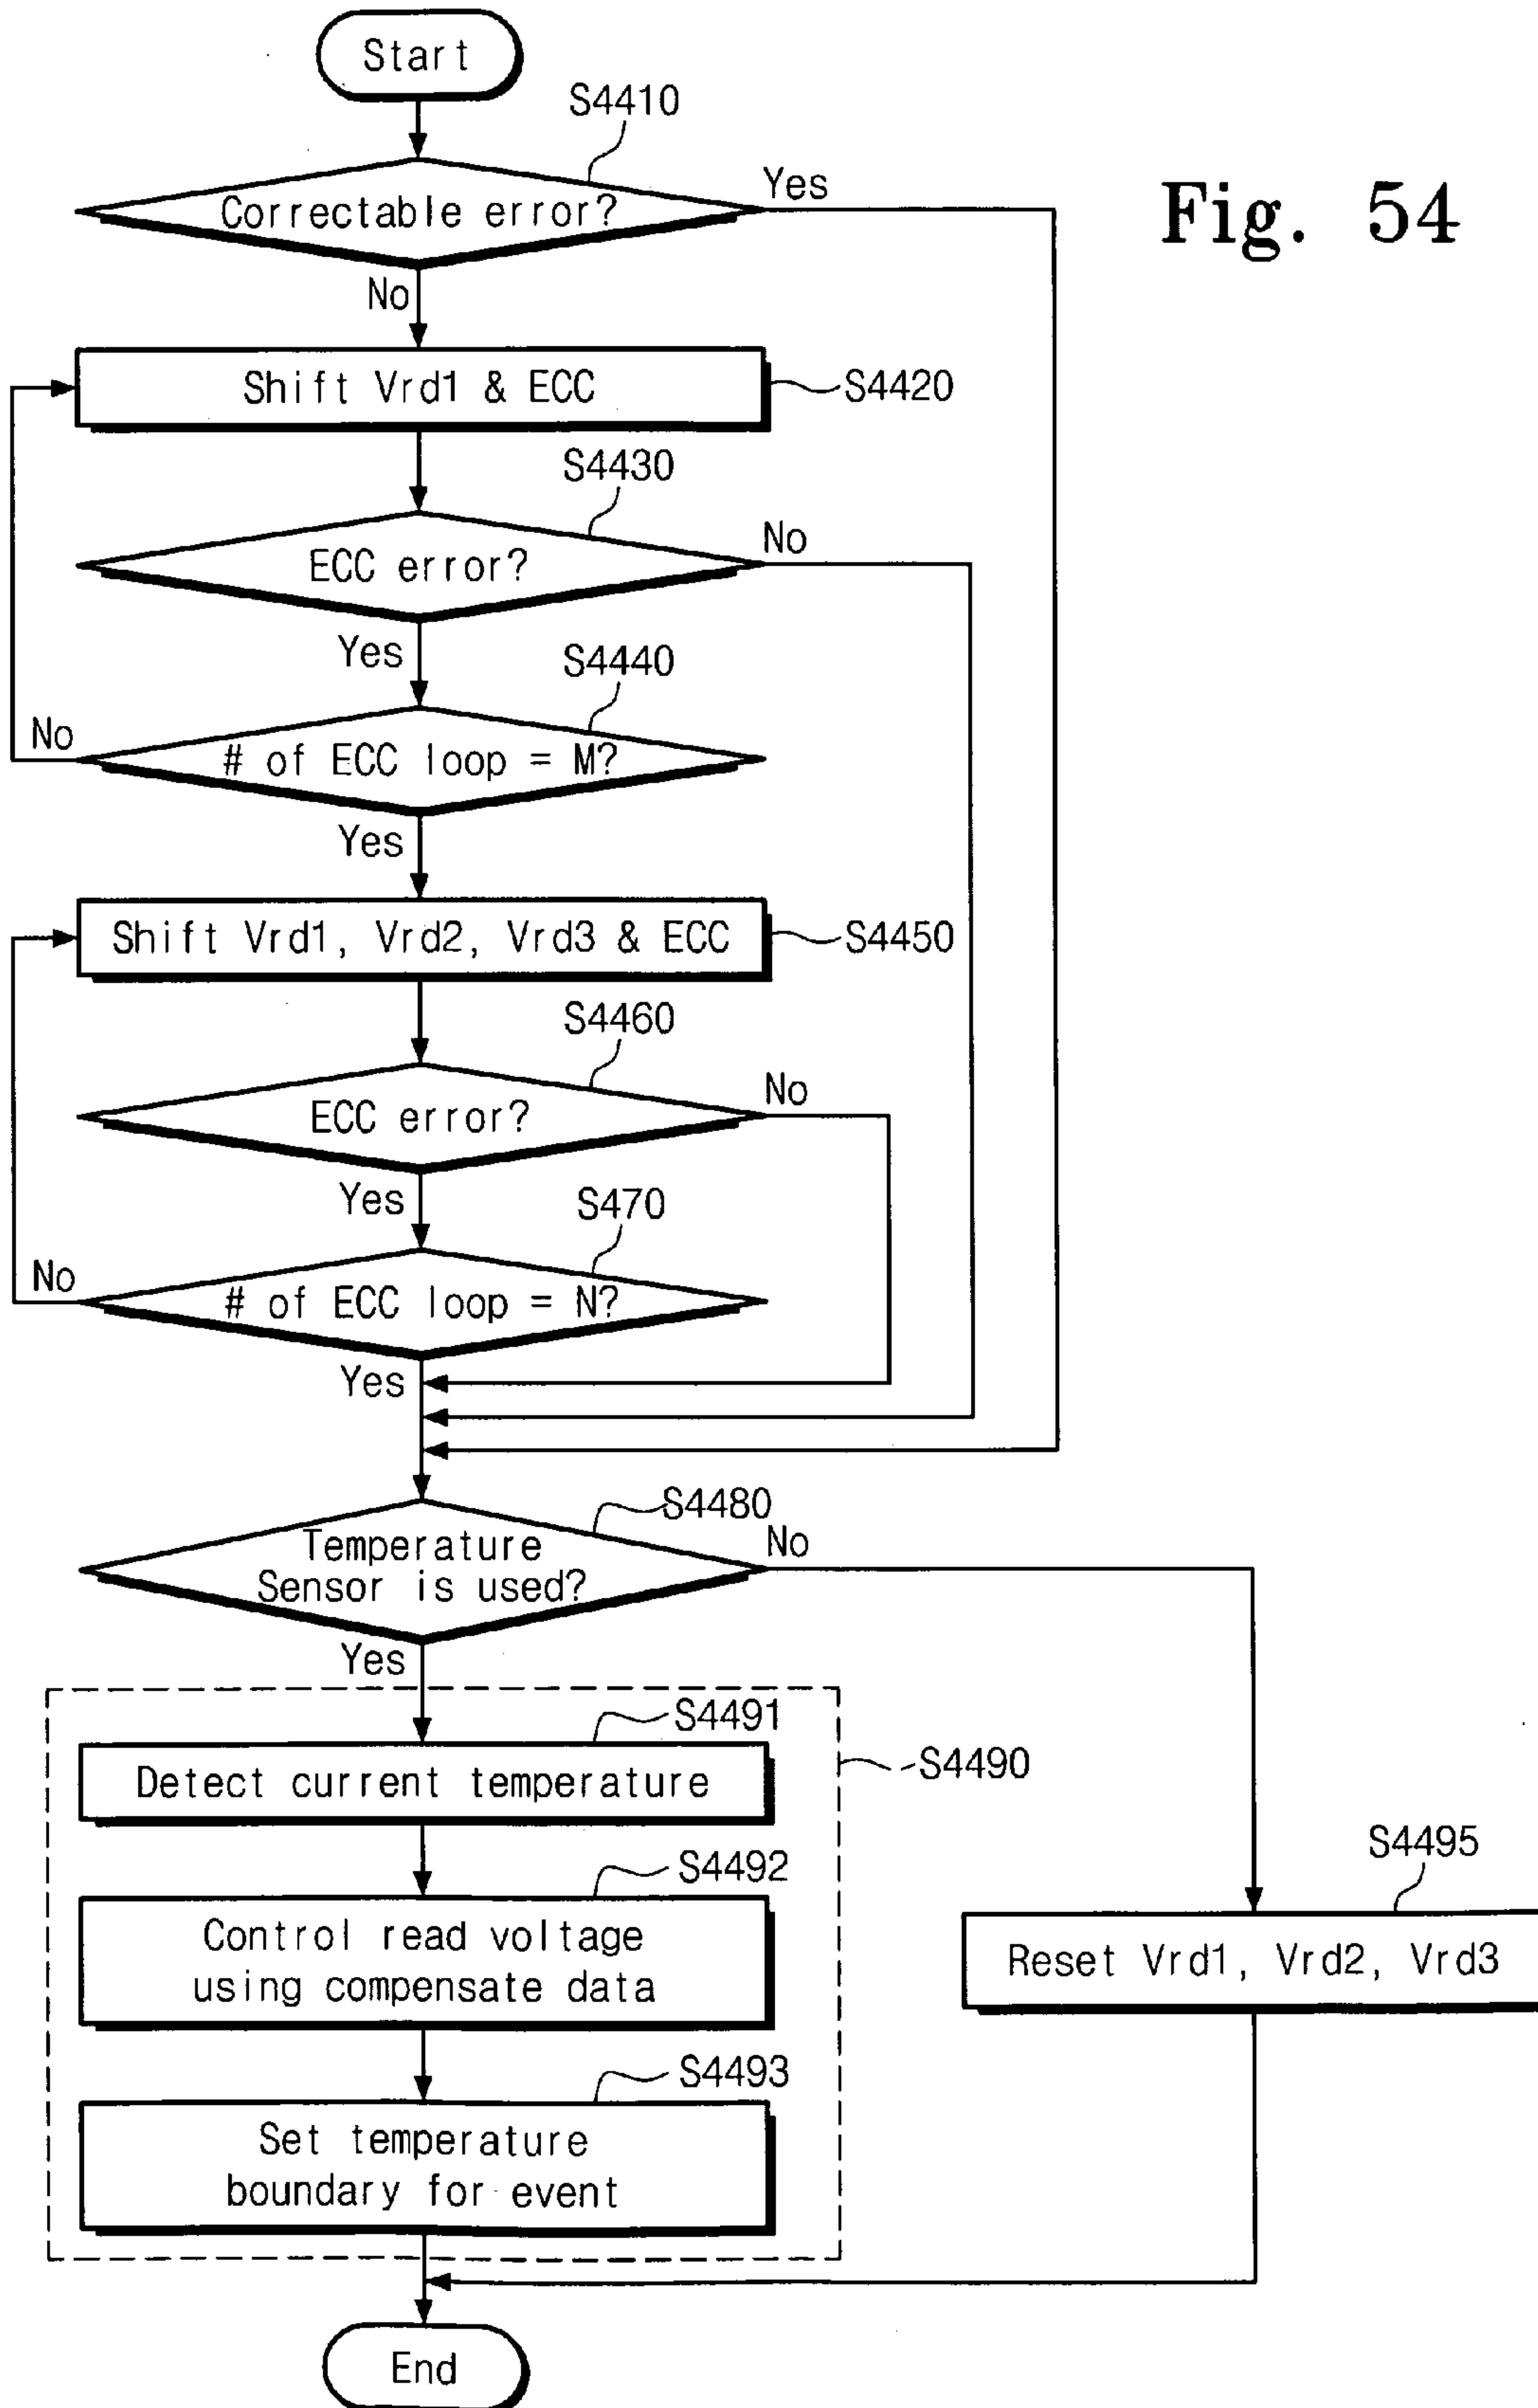 Start
S4410
Fig. 54
Correctable error?
Yes
No
Shift Vrd1 & ECC
S4420
S4430
ECC error?
No
Yes
S4440
# of ECC loop = M?
No
Yes
Shift Vrd1, Vrd2, Vrd3 & ECC
S4450
S4460
ECC error?
No
Yes
S470
# of ECC loop = N?
No
Yes
S4480
Temperature
Sensor is used?
No
Yes
S4491
Detect current temperature
S4490
S4492
Control read voltage
using compensate data
S4495
Reset Vrd1, Vrd2, Vrd3
S4493
Set temperature
boundary for event
End